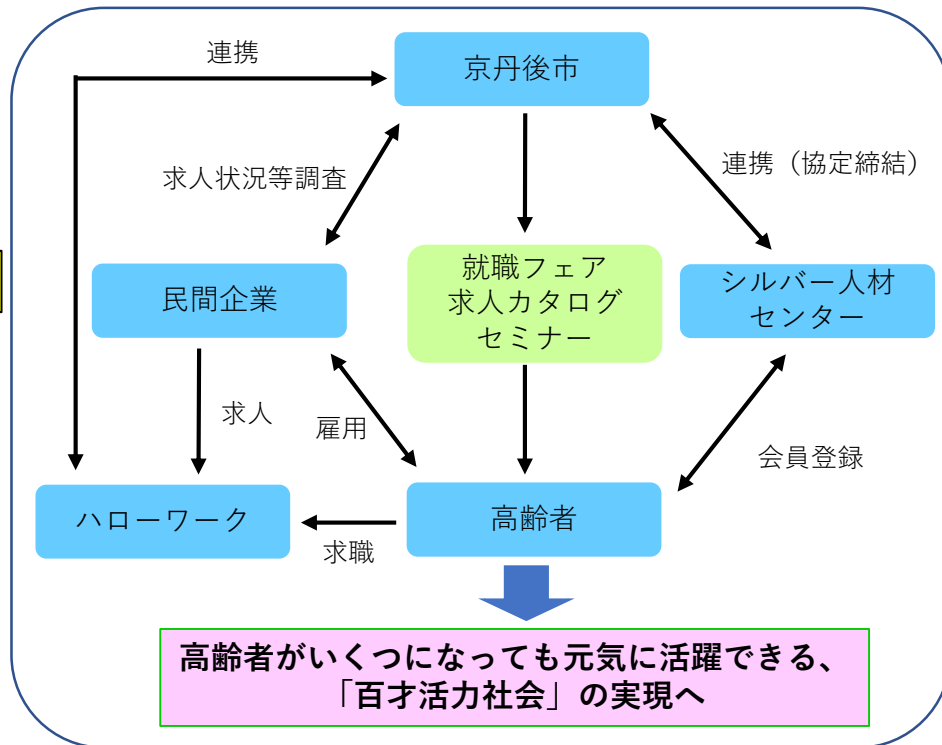 連携
京丹後市
求人状況等調査
連携（協定締結）
民間企業
就職フェア
求人カタログ
セミナー
シルバー人材
センター
求人
雇用
会員登録
ハローワーク
求職
高齢者
高齢者がいくつになっても元気に活躍できる、
「百才活力社会」の実現へ